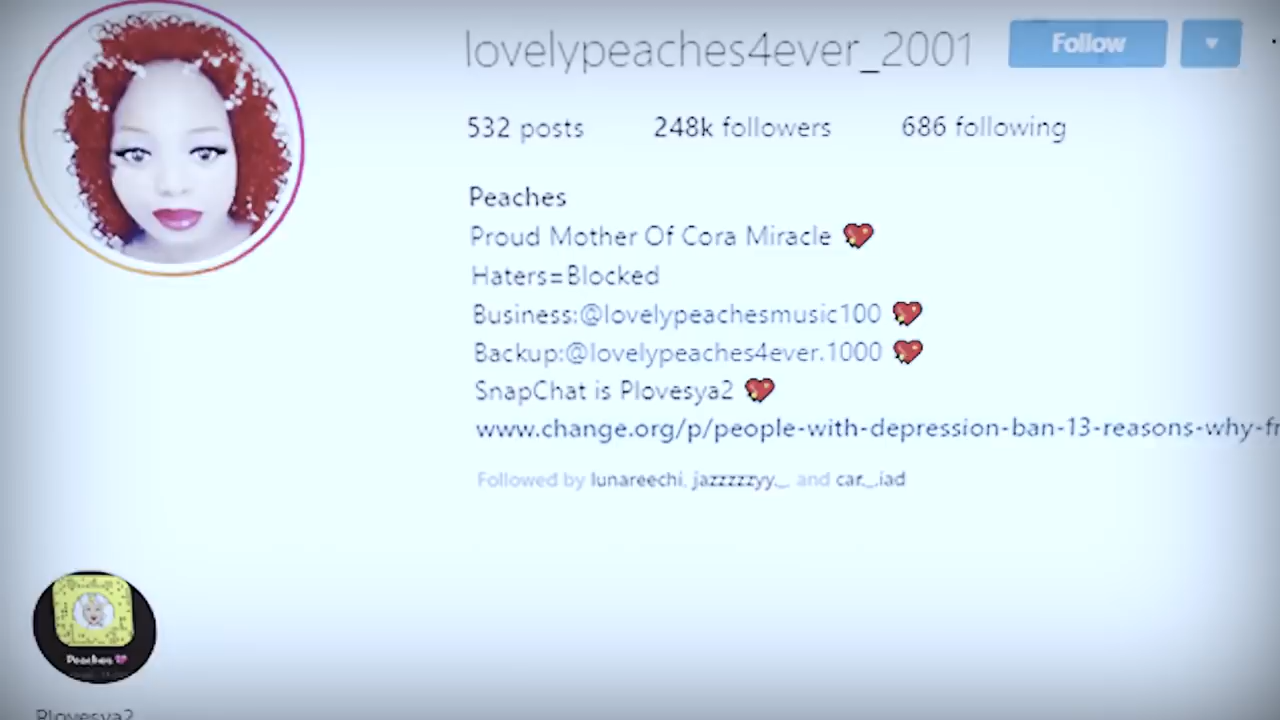 lovelypeaches4ever_2001 Follow
532 posts 248k followers 686 following
Peaches
Proud Mother Of Cora Miracle 💖
Haters=Blocked
Business:@lovelypeachesmusic100 💖
Backup:@lovelypeaches4ever.1000 💖
SnapChat is Plovesya2 💖
www.change.org/p/people-with-depression-ban-13-reasons-why-fr
Followed by lunareechi, jazzzzzyy._, and car._.iad
Peaches
Plovesya2